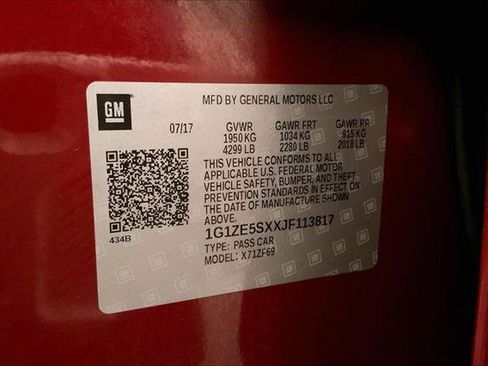 GM
MFD BY GENERAL MOTORS LLC
07/17 GVWR GAWR FRT GAWR RR
1950 KG 1034 KG 915 KG
4299 LB 2280 LB 2018 LB
THIS VEHICLE CONFORMS TO ALL
APPLICABLE U.S. FEDERAL MOTOR
VEHICLE SAFETY, BUMPER, AND THEFT
PREVENTION STANDARDS IN EFFECT ON
THE DATE OF MANUFACTURE SHOWN
ABOVE.
1G1ZE5SXXJF113817
434B
TYPE: PASS CAR
MODEL: X71ZF69